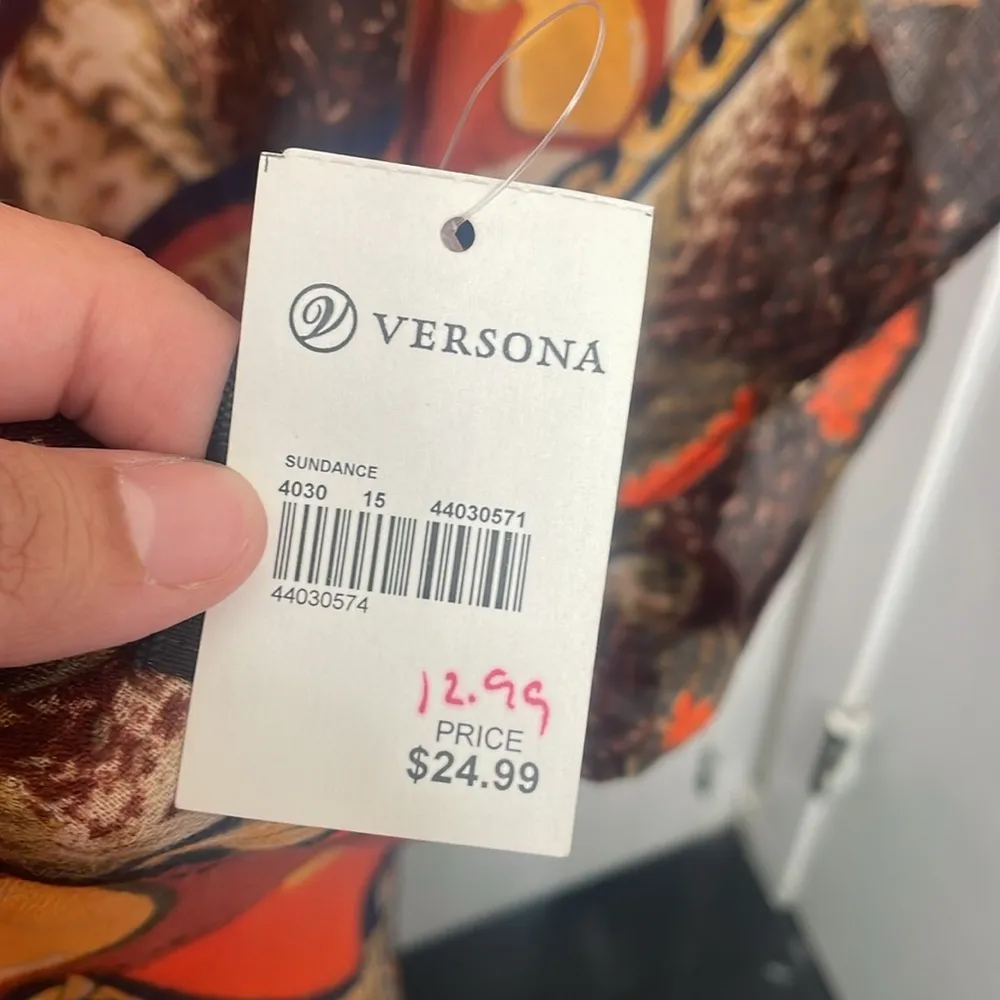 V VERSONA
SUNDANCE
4030 15 44030571
44030574
12.99
PRICE
$24.99